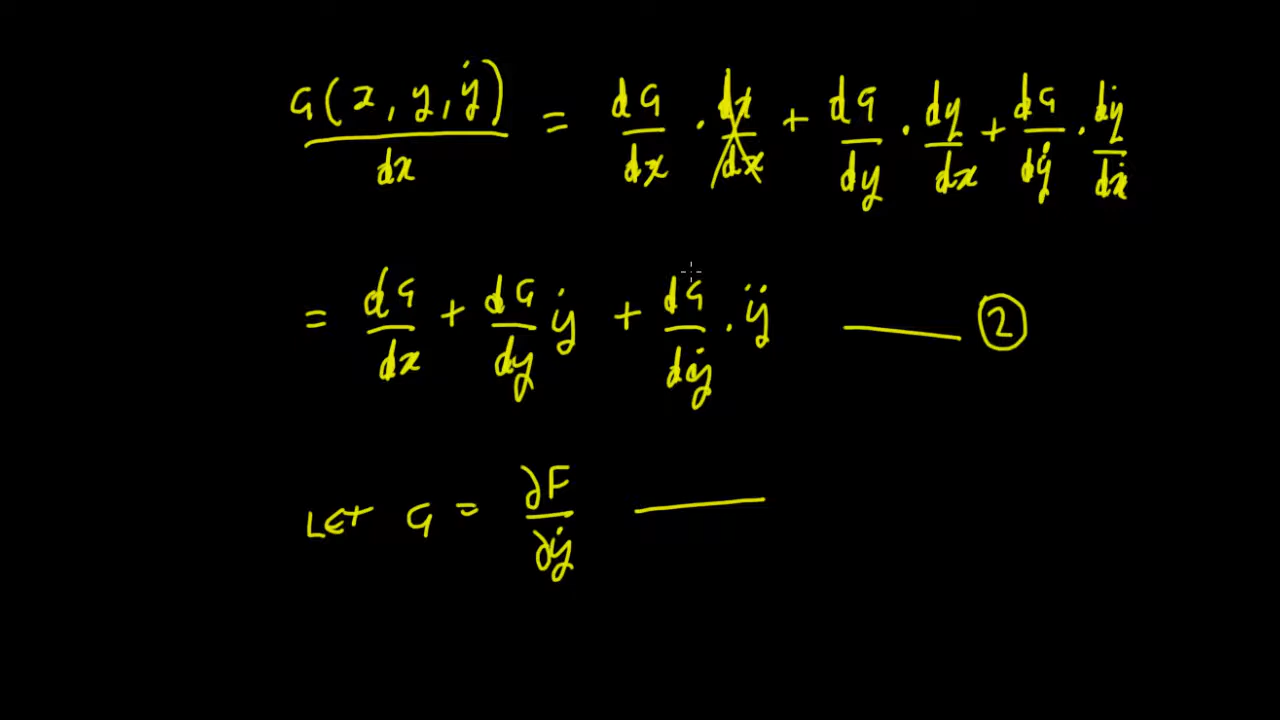 G(x, y, ẏ)/dx = dG/dx · dx/dx + dG/dy · dy/dx + dG/dẏ · dẏ/dx
= dG/dx + dG/dy ẏ + dG/dẏ · ÿ —— ②
LET G = ∂F/∂ẏ ——